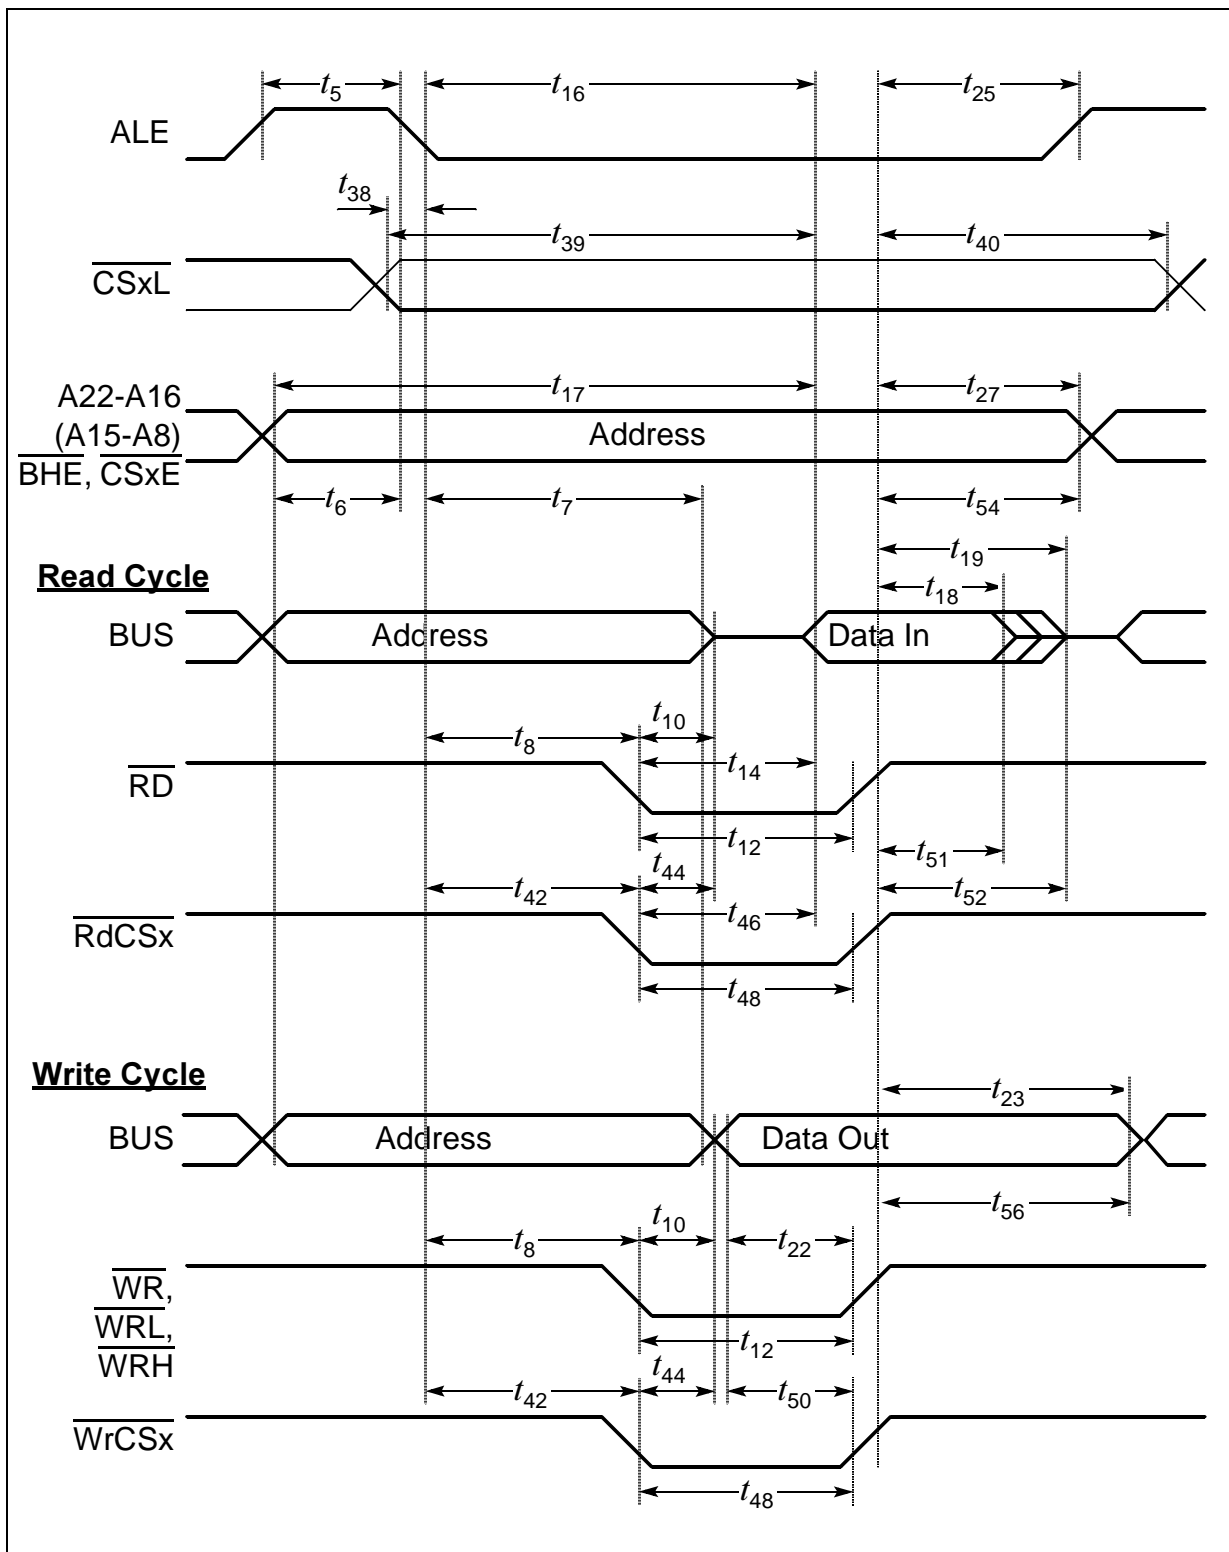 t5 t16 t25
ALE
t38
t39 t40
CSxL
A22-A16
t17 t27
(A15-A8)
Address
BHE, CSxE
t6 t7 t54
t19
Read Cycle
t18
BUS Address Data In
t10
t8
t14
RD
t12 t51
t44
t42 t52
t46
RdCSx
t48
Write Cycle
t23
BUS Address Data Out
t56
t10
t8 t22
WR,
WRL,
t12
WRH
t44
t42 t50
WrCSx
t48